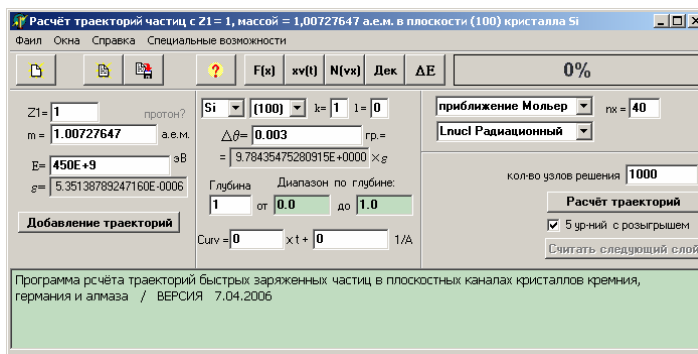 Расчёт траекторий частиц с Z1= 1, массой = 1,00727647 а.е.м. в плоскости (100) кристалла Si
Фаил Окна Справка Специальные возможности
? F(x) xv(t) N(vx) Дек ΔE 0%
Z1= 1 протон?
m = 1.00727647 а.е.м.
E= 450E+9 эВ
ε= 5.35138789247160E-0006
Добавление траекторий
Si (100) k= 1 l= 0
Δθ= 0.003 гр.=
= 9.78435475280915E+0000 ×ε
Глубина Диапазон по глубине:
1 от 0.0 до 1.0
Curv = 0 x t + 0 1/A
приближение Мольер nx = 40
Lnucl Радиационный
кол-во узлов решения 1000
Расчёт траекторий
5 ур-ний с розыгрышем
Считать следующий слой
Программа рсчёта траекторий быстрых заряженных частиц в плоскостных каналах кристаллов кремния,
германия и алмаза / ВЕРСИЯ 7.04.2006